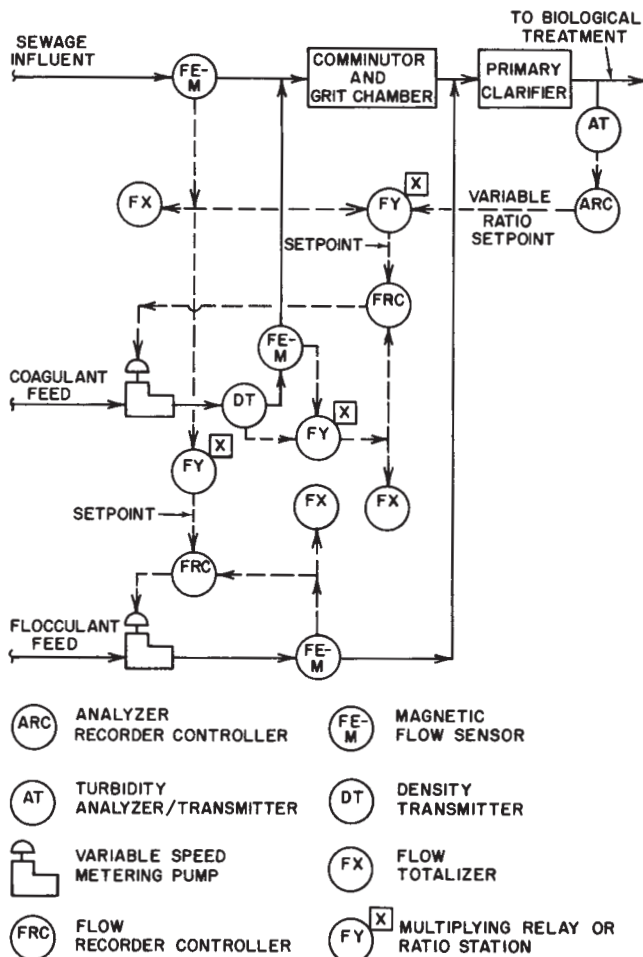 TO BIOLOGICAL
TREATMENT
SEWAGE
INFLUENT
FE-
M
COMMINUTOR
AND
GRIT CHAMBER
PRIMARY
CLARIFIER
AT
FX
FY
X
VARIABLE
RATIO
SETPOINT
ARC
SETPOINT
FRC
FE-
M
COAGULANT
FEED
DT
FY
X
FY
X
FX
FX
SETPOINT
FRC
FLOCCULANT
FEED
FE-
M
ARC
ANALYZER
RECORDER CONTROLLER
FE-
M
MAGNETIC
FLOW SENSOR
AT
TURBIDITY
ANALYZER/TRANSMITTER
DT
DENSITY
TRANSMITTER
VARIABLE SPEED
METERING PUMP
FX
FLOW
TOTALIZER
FRC
FLOW
RECORDER CONTROLLER
FY
X
MULTIPLYING RELAY OR
RATIO STATION